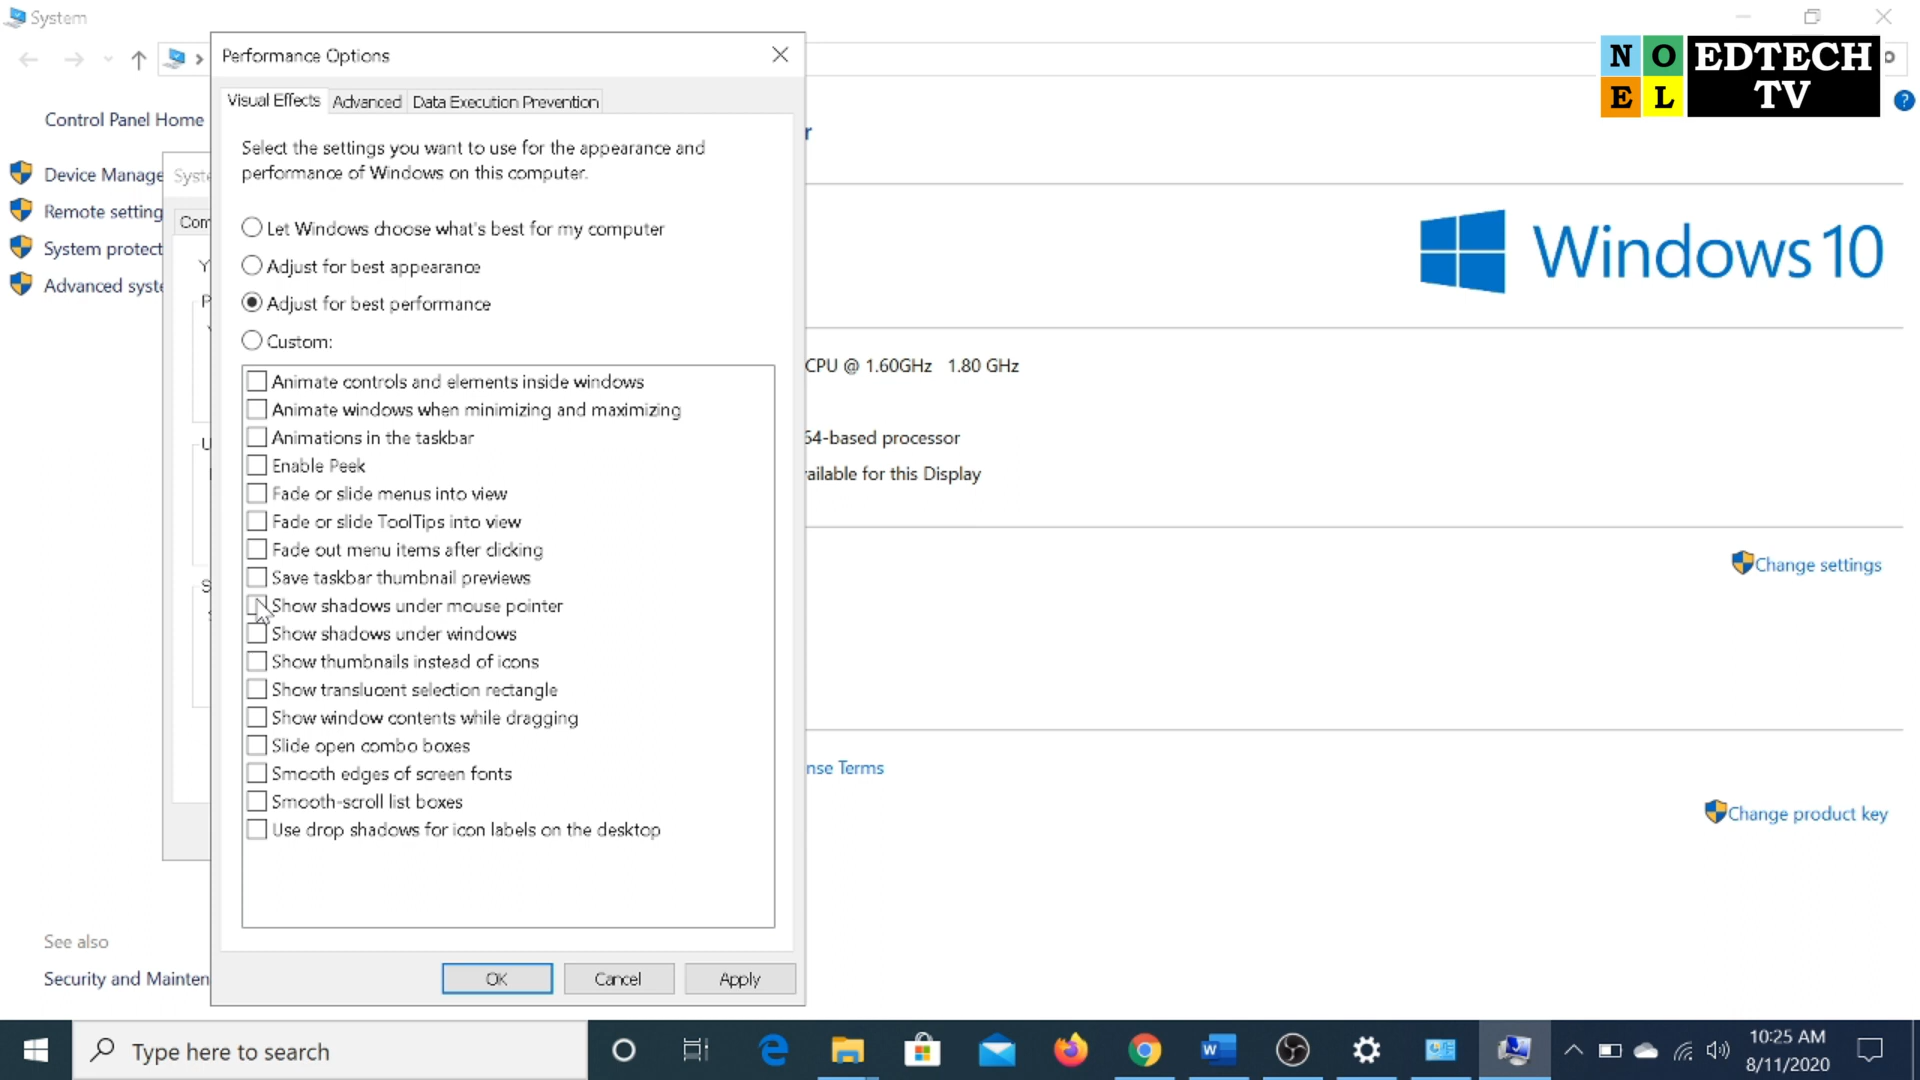 System
NOEL
EDTECH
TV
Performance Options
Visual Effects
Advanced
Data Execution Prevention
Control Panel Home
Device Manage
Remote setting
System protect
Advanced syste
Syste
Com
Select the settings you want to use for the appearance and
performance of Windows on this computer.
Let Windows choose what's best for my computer
Adjust for best appearance
Adjust for best performance
Custom:
Animate controls and elements inside windows
Animate windows when minimizing and maximizing
Animations in the taskbar
Enable Peek
Fade or slide menus into view
Fade or slide ToolTips into view
Fade out menu items after clicking
Save taskbar thumbnail previews
Show shadows under mouse pointer
Show shadows under windows
Show thumbnails instead of icons
Show translucent selection rectangle
Show window contents while dragging
Slide open combo boxes
Smooth edges of screen fonts
Smooth-scroll list boxes
Use drop shadows for icon labels on the desktop
OK
Cancel
Apply
Windows 10
CPU @ 1.60GHz 1.80 GHz
64-based processor
ailable for this Display
Change settings
nse Terms
Change product key
See also
Security and Mainten
Type here to search
10:25 AM
8/11/2020